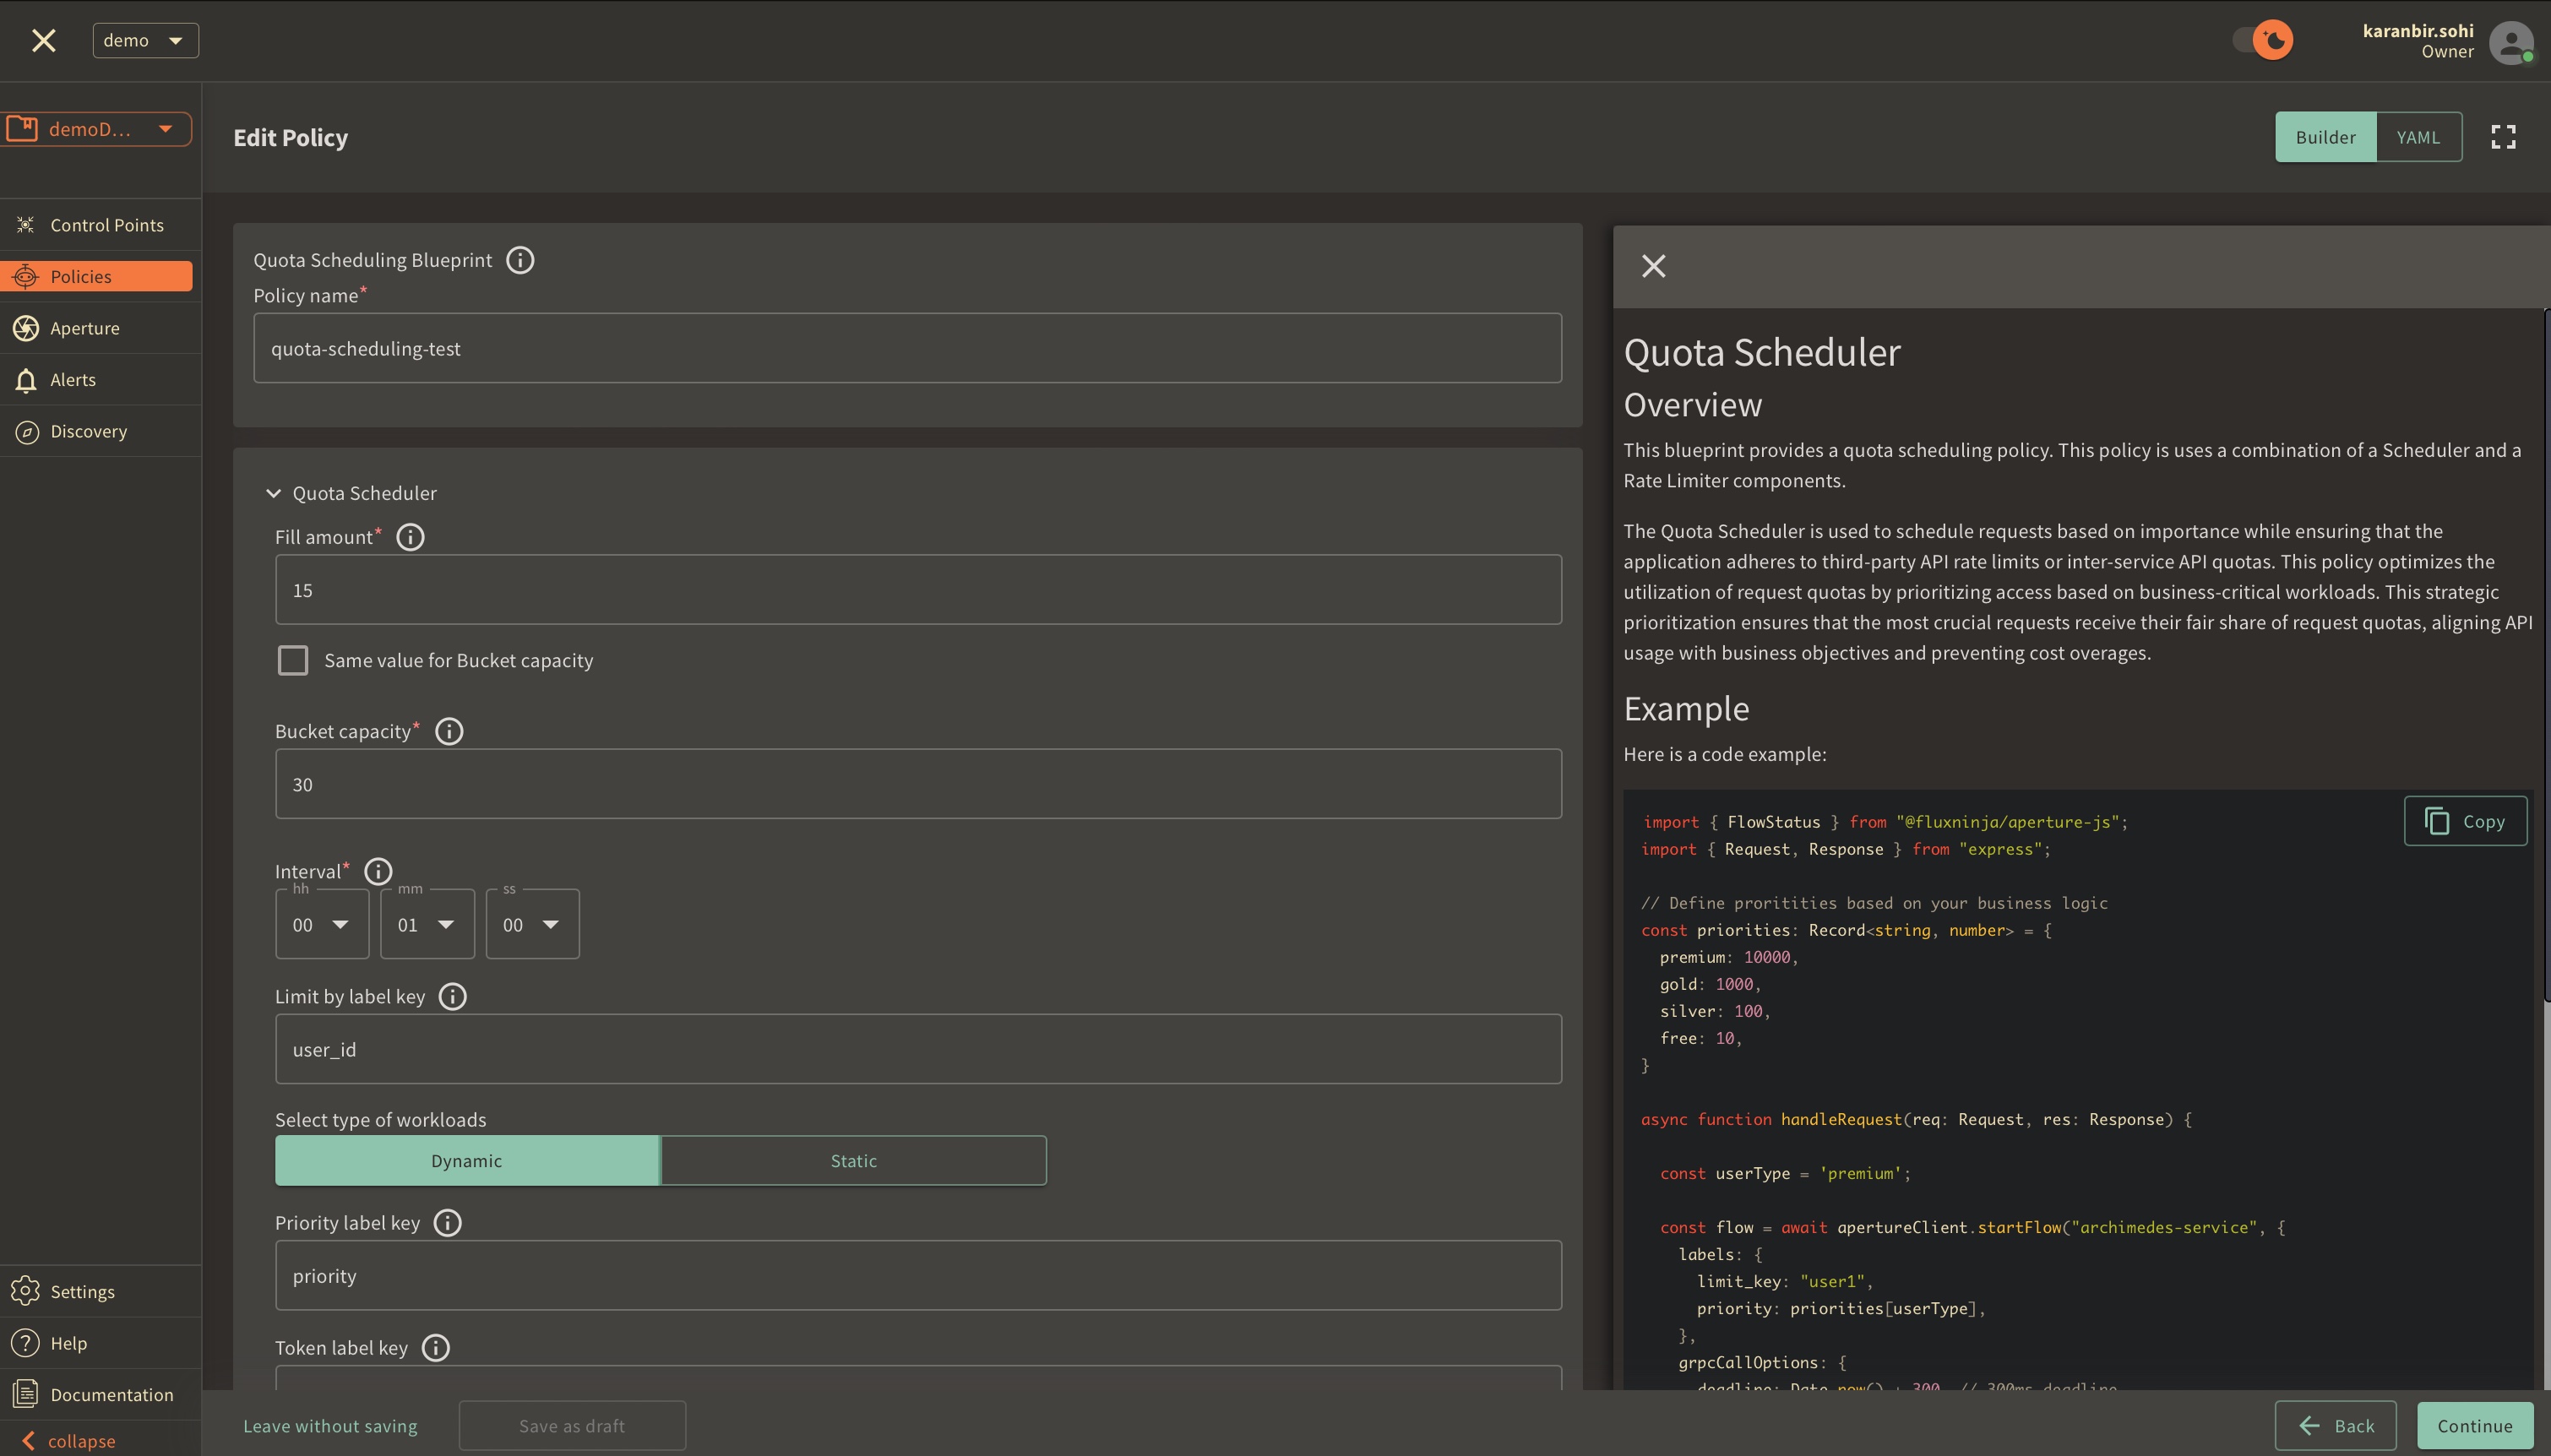 demo
karanbir.sohi
Owner
demoD...
Edit Policy
Builder
YAML
Control Points
Policies
Aperture
Alerts
Discovery
Settings
Help
Documentation
collapse
Quota Scheduling Blueprint
Policy name*
quota-scheduling-test
Quota Scheduler
Fill amount*
15
Same value for Bucket capacity
Bucket capacity*
30
Interval*
hh
mm
ss
00
01
00
Limit by label key
user_id
Select type of workloads
Dynamic
Static
Priority label key
priority
Token label key
Quota Scheduler
Overview
This blueprint provides a quota scheduling policy. This policy is uses a combination of a Scheduler and a
Rate Limiter components.
The Quota Scheduler is used to schedule requests based on importance while ensuring that the
application adheres to third-party API rate limits or inter-service API quotas. This policy optimizes the
utilization of request quotas by prioritizing access based on business-critical workloads. This strategic
prioritization ensures that the most crucial requests receive their fair share of request quotas, aligning API
usage with business objectives and preventing cost overages.
Example
Here is a code example:
Copy
import { FlowStatus } from "@fluxninja/aperture-js";
import { Request, Response } from "express";
// Define proritities based on your business logic
const priorities: Record<string, number> = {
premium: 10000,
gold: 1000,
silver: 100,
free: 10,
}
async function handleRequest(req: Request, res: Response) {
const userType = 'premium';
const flow = await apertureClient.startFlow("archimedes-service", {
labels: {
limit_key: "user1",
priority: priorities[userType],
},
grpcCallOptions: {
deadline: Date.now() + 300, // 300ms deadline
Leave without saving
Save as draft
Back
Continue